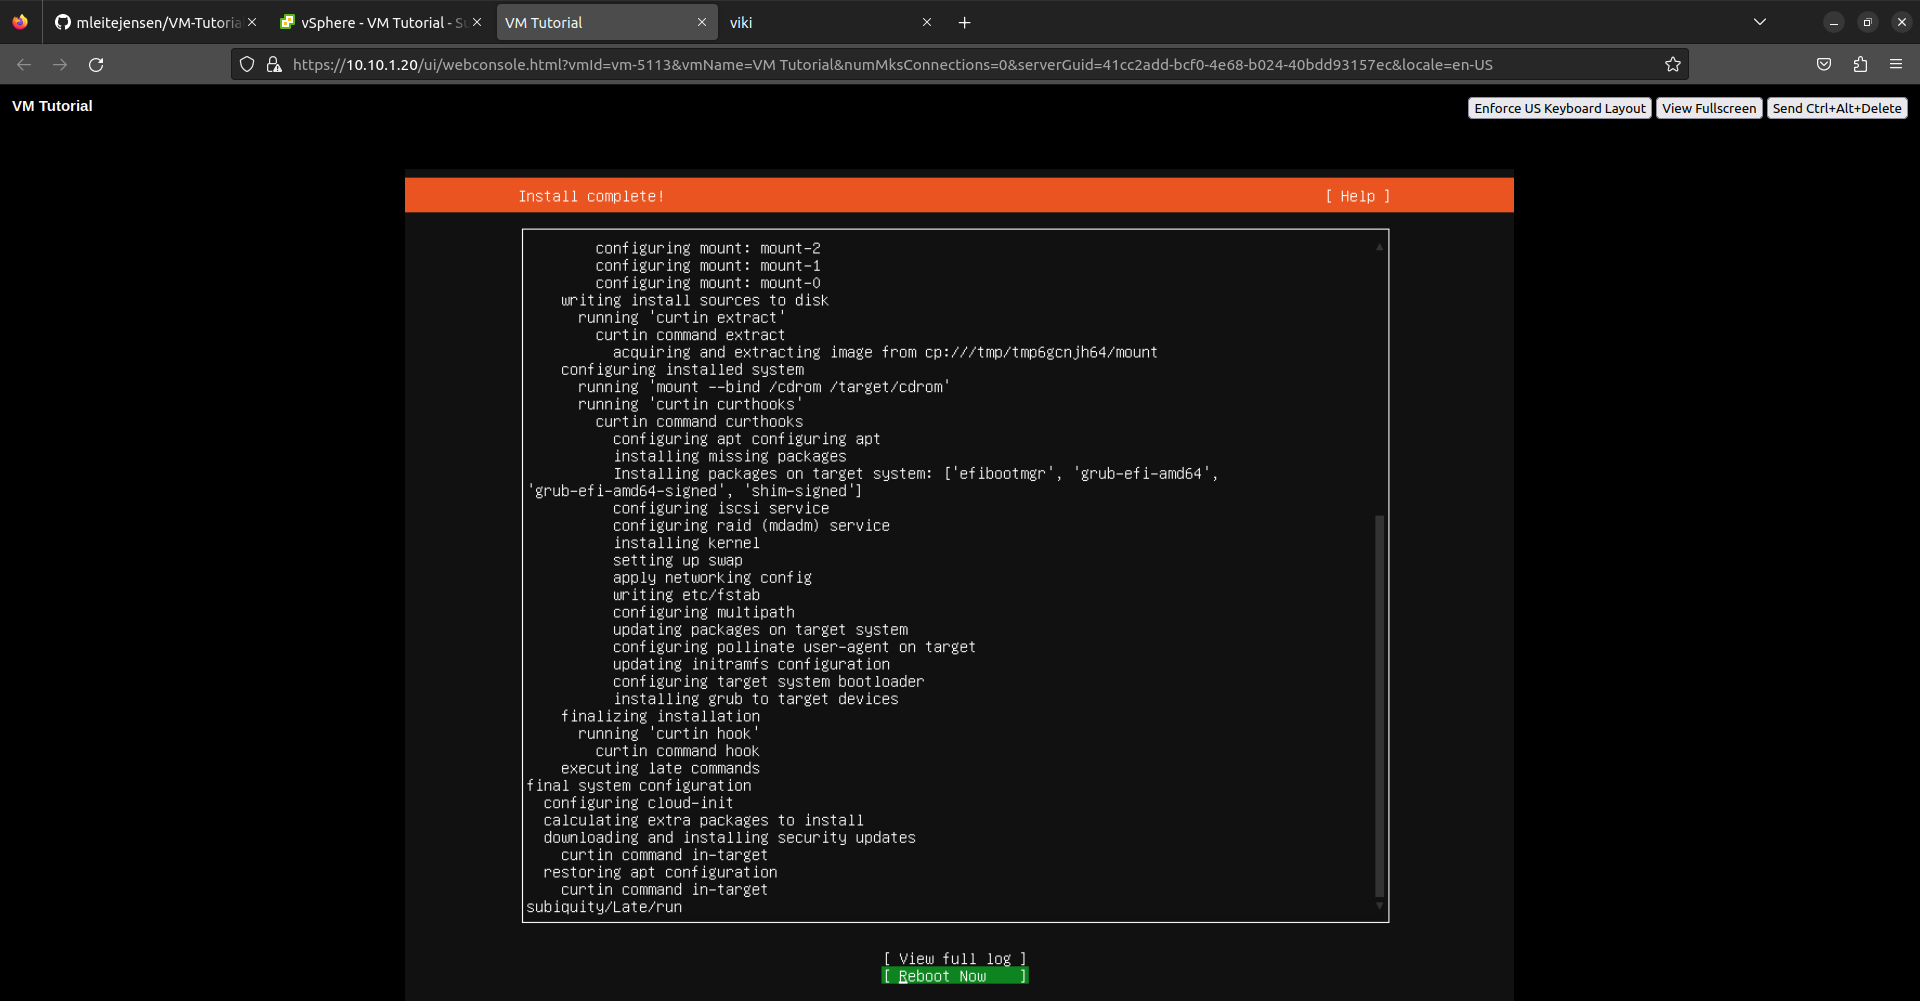 mleitejensen/VM-Tutoria
vSphere - VM Tutorial - Su
VM Tutorial
viki
https://10.10.1.20/ui/webconsole.html?vmId=vm-5113&vmName=VM Tutorial&numMksConnections=0&serverGuid=41cc2add-bcf0-4e68-b024-40bdd93157ec&locale=en-US
VM Tutorial
Enforce US Keyboard Layout
View Fullscreen
Send Ctrl+Alt+Delete
Install complete!
[ Help ]
configuring mount: mount-2
configuring mount: mount-1
configuring mount: mount-0
writing install sources to disk
running 'curtin extract'
curtin command extract
acquiring and extracting image from cp:///tmp/tmp6gcnjh64/mount
configuring installed system
running 'mount --bind /cdrom /target/cdrom'
running 'curtin curthooks'
curtin command curthooks
configuring apt configuring apt
installing missing packages
Installing packages on target system: ['efibootmgr', 'grub-efi-amd64',
'grub-efi-amd64-signed', 'shim-signed']
configuring iscsi service
configuring raid (mdadm) service
installing kernel
setting up swap
apply networking config
writing etc/fstab
configuring multipath
updating packages on target system
configuring pollinate user-agent on target
updating initramfs configuration
configuring target system bootloader
installing grub to target devices
finalizing installation
running 'curtin hook'
curtin command hook
executing late commands
final system configuration
configuring cloud-init
calculating extra packages to install
downloading and installing security updates
curtin command in-target
restoring apt configuration
curtin command in-target
subiquity/Late/run
[ View full log ]
[ Reboot Now ]